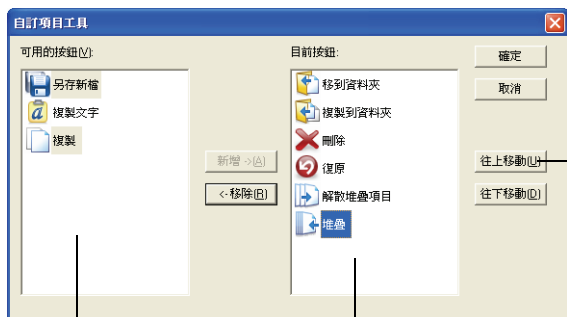 自訂項目工具
可用的按鈕(V):
另存新檔
複製文字
複製
新增->(A)
<-移除(R)
目前按鈕:
移到資料夾
複製到資料夾
刪除
復原
解散堆疊項目
堆疊
確定
取消
往上移動(U)
往下移動(D)